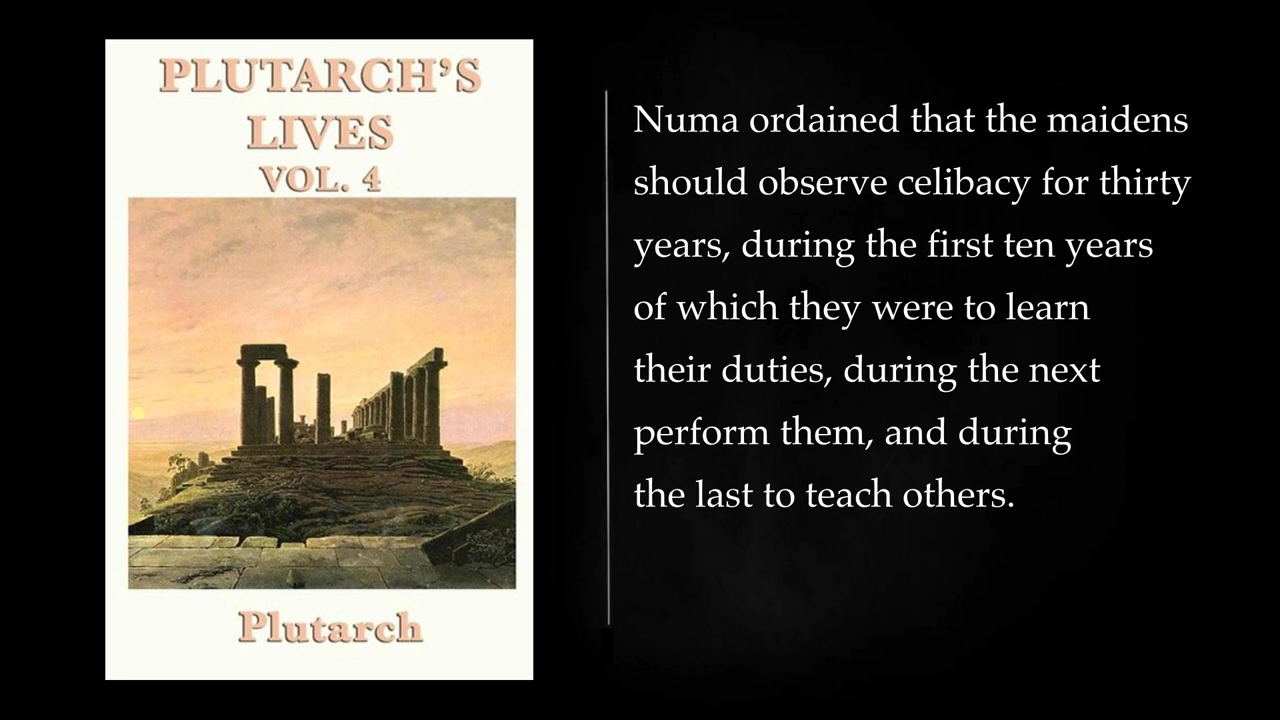 PLUTARCH'S
LIVES
VOL. 4
Plutarch
Numa ordained that the maidens
should observe celibacy for thirty
years, during the first ten years
of which they were to learn
their duties, during the next
perform them, and during
the last to teach others.